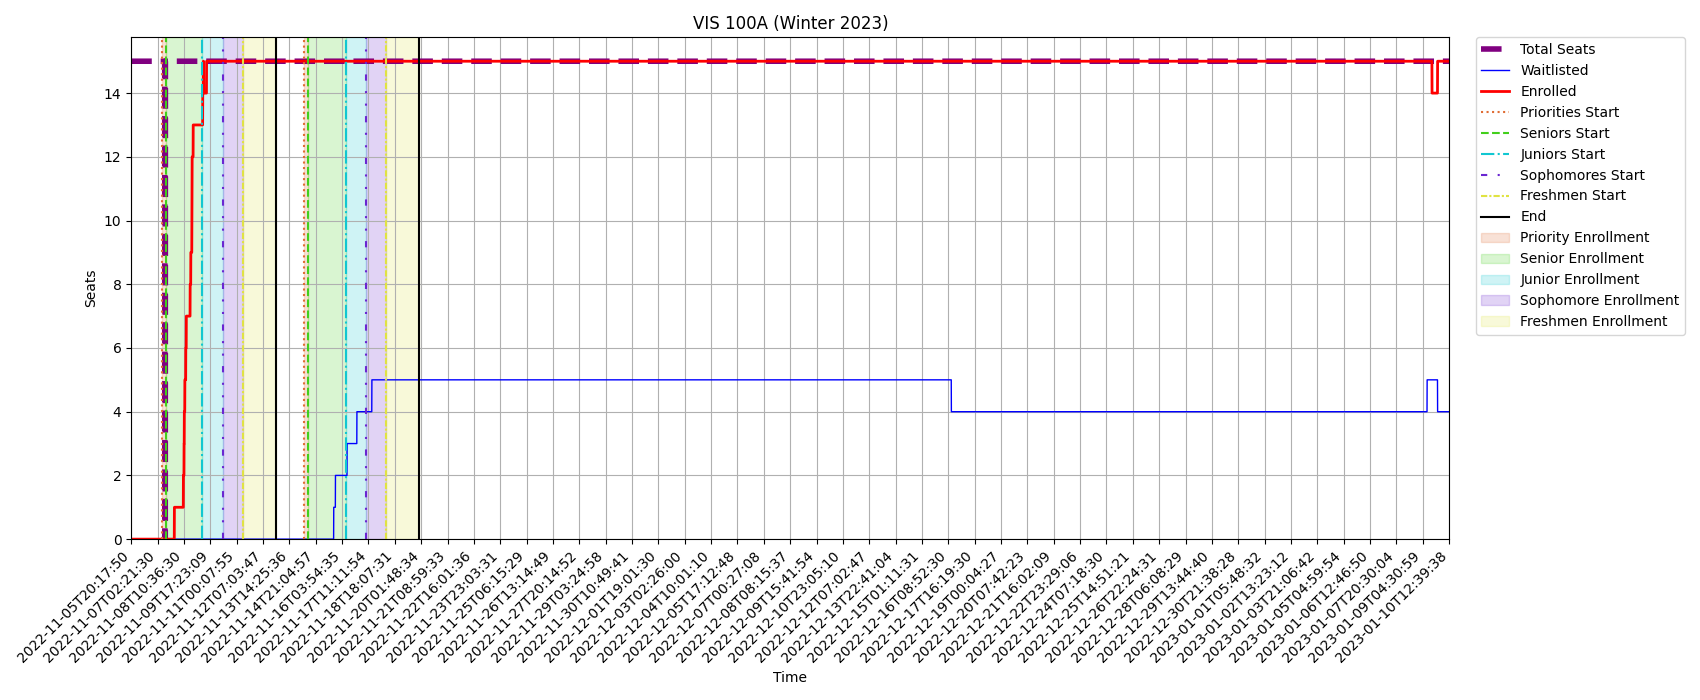 VIS 100A (Winter 2023)
Seats
14
12
10
8
6
4
2
0
2022-11-05T20:17:50
2022-11-07T02:21:30
2022-11-08T10:36:30
2022-11-09T17:23:09
2022-11-11T00:07:55
2022-11-12T07:03:47
2022-11-13T14:25:36
2022-11-14T21:04:57
2022-11-16T03:54:35
2022-11-17T11:11:54
2022-11-18T18:07:31
2022-11-20T01:48:34
2022-11-21T08:59:33
2022-11-22T16:01:36
2022-11-23T23:03:31
2022-11-25T06:15:29
2022-11-26T13:14:49
2022-11-27T20:14:52
2022-11-29T03:24:58
2022-11-30T10:49:41
2022-12-01T19:01:30
2022-12-03T02:26:00
2022-12-04T10:01:16
2022-12-05T17:12:48
2022-12-07T00:27:08
2022-12-08T08:15:37
2022-12-09T15:41:54
2022-12-10T23:05:10
2022-12-12T07:02:47
2022-12-13T22:41:04
2022-12-15T01:11:31
2022-12-16T08:52:30
2022-12-17T16:19:30
2022-12-19T00:04:27
2022-12-20T07:42:23
2022-12-21T16:02:09
2022-12-22T23:29:06
2022-12-24T07:18:30
2022-12-25T14:51:21
2022-12-26T22:24:31
2022-12-28T06:08:29
2022-12-29T13:44:40
2022-12-30T21:38:28
2023-01-01T05:48:32
2023-01-02T13:23:12
2023-01-03T21:06:42
2023-01-05T04:59:54
2023-01-06T12:46:50
2023-01-07T20:30:04
2023-01-09T04:30:59
2023-01-10T12:39:38
Time
Total Seats
Waitlisted
Enrolled
Priorities Start
Seniors Start
Juniors Start
Sophomores Start
Freshmen Start
End
Priority Enrollment
Senior Enrollment
Junior Enrollment
Sophomore Enrollment
Freshmen Enrollment